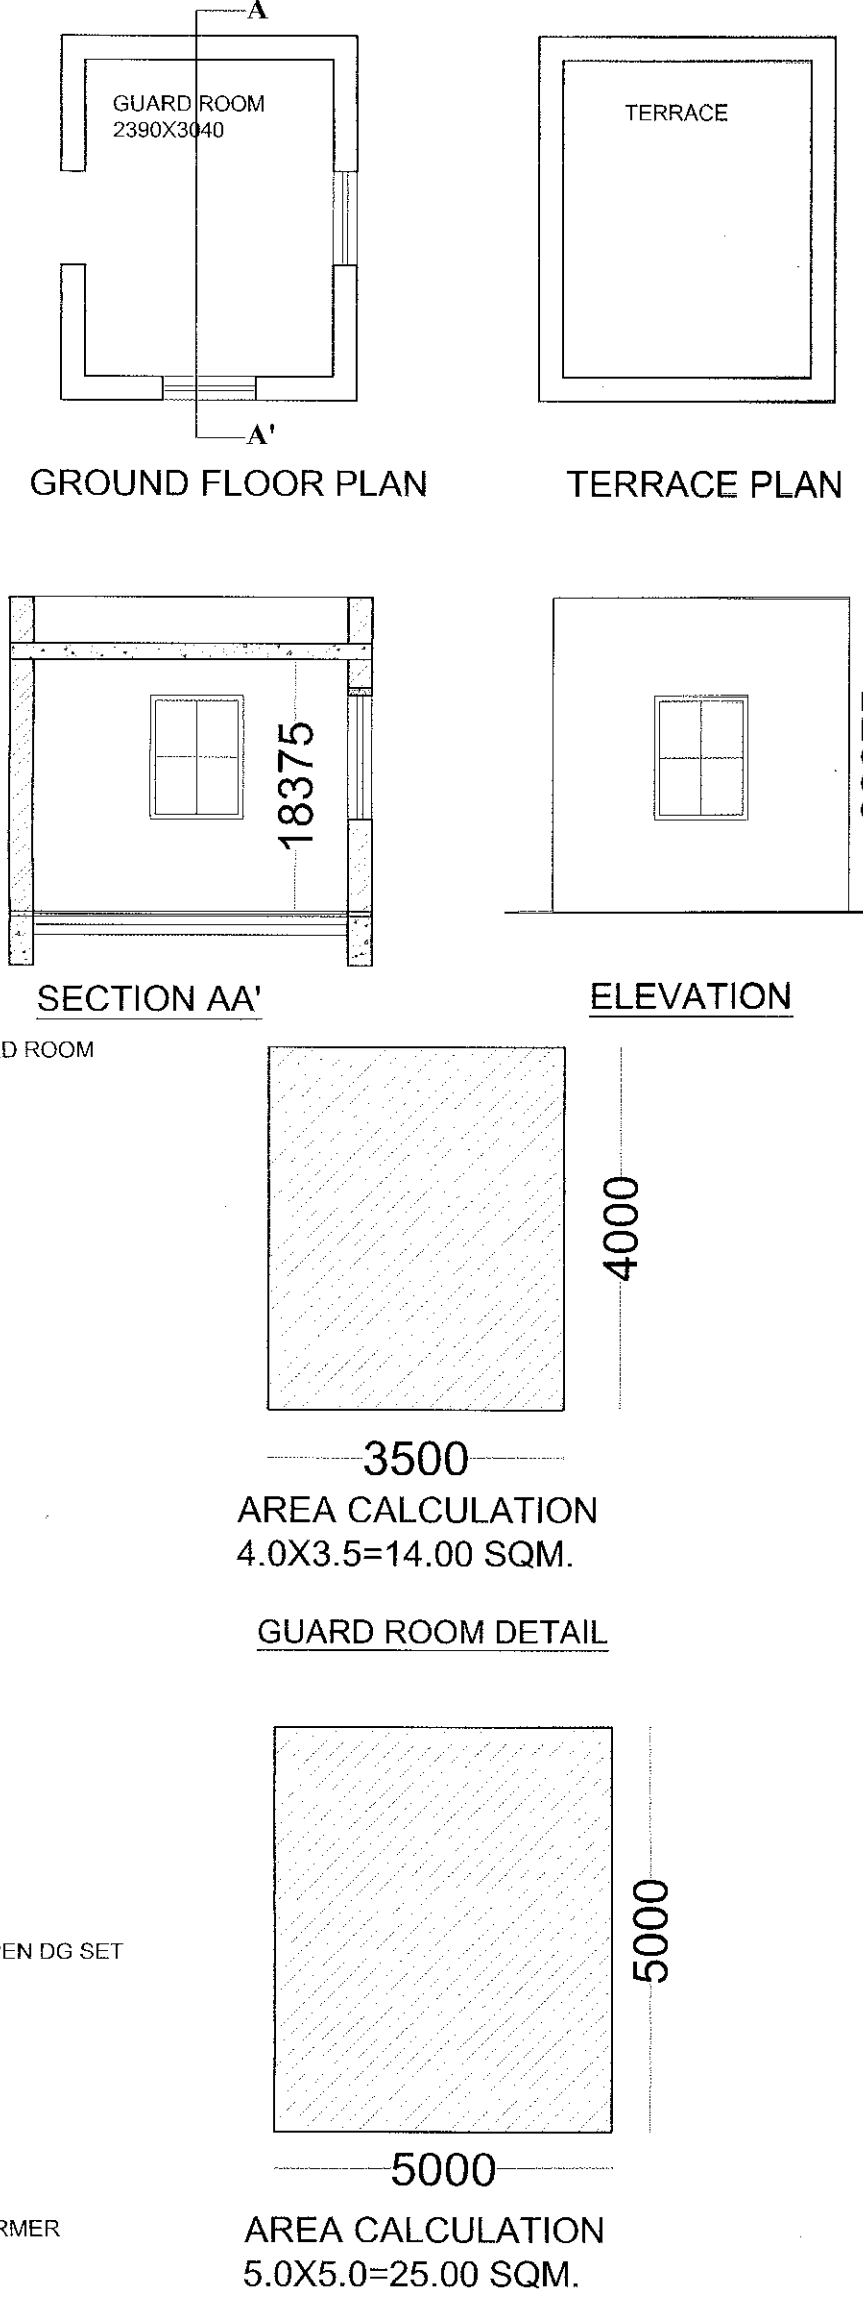 A
GUARD ROOM
2390X3040
A'
GROUND FLOOR PLAN
TERRACE
TERRACE PLAN
18375
SECTION AA'
ELEVATION
D ROOM
4000
3500
AREA CALCULATION
4.0X3.5=14.00 SQM.
GUARD ROOM DETAIL
EN DG SET
5000
5000
RMER
AREA CALCULATION
5.0X5.0=25.00 SQM.